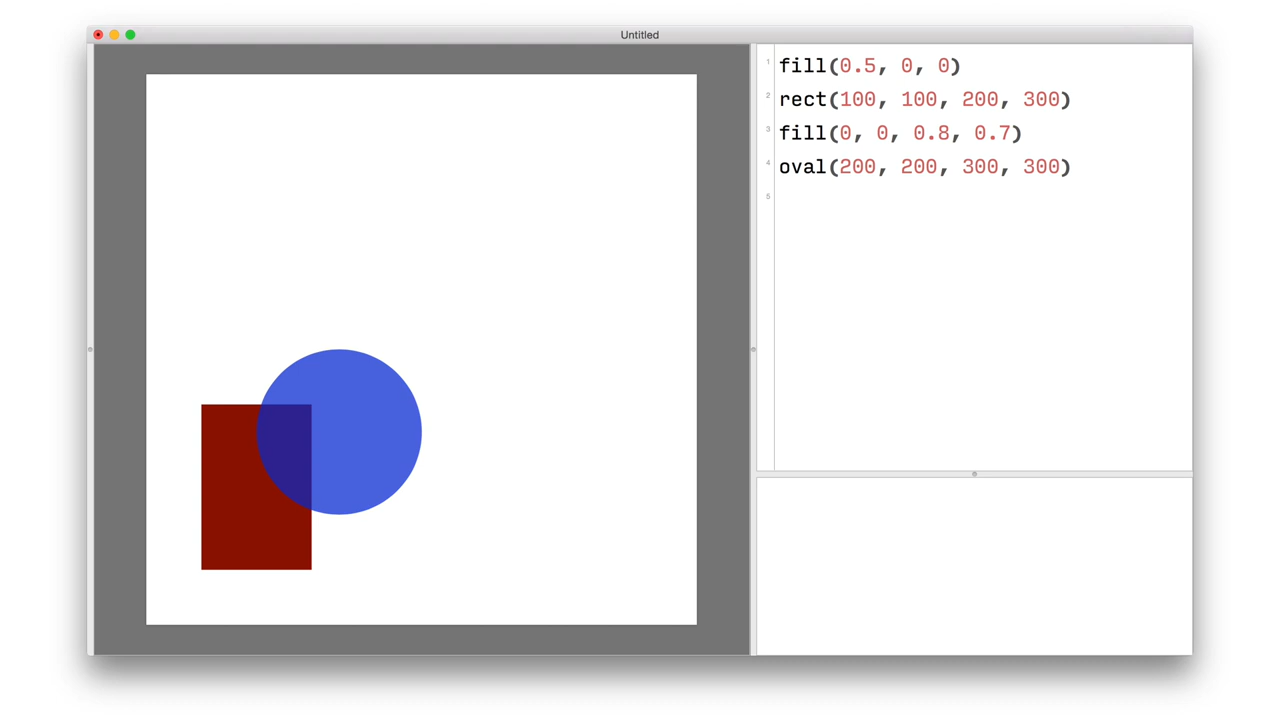 Untitled
1 fill(0.5, 0, 0)
2 rect(100, 100, 200, 300)
3 fill(0, 0, 0.8, 0.7)
4 oval(200, 200, 300, 300)
5